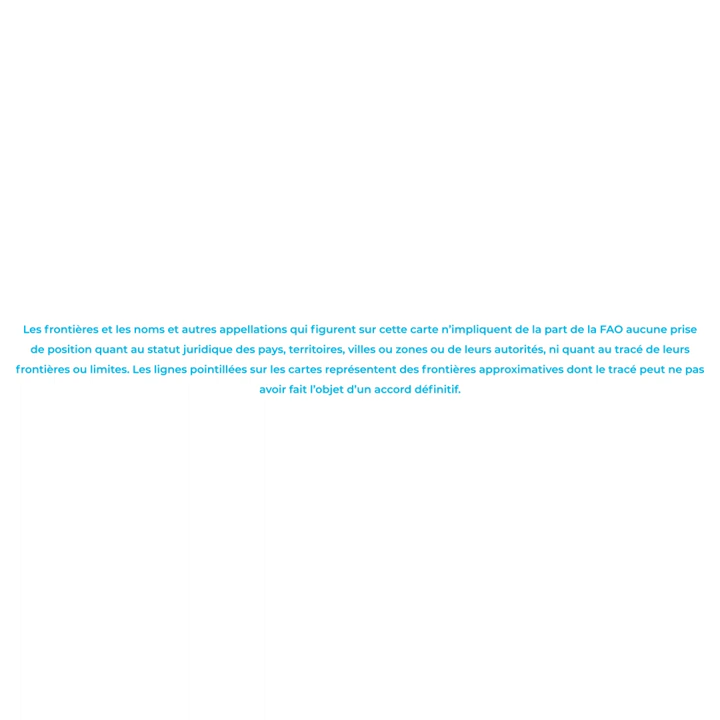 Les frontières et les noms et autres appellations qui figurent sur cette carte n’impliquent de la part de la FAO aucune prise
de position quant au statut juridique des pays, territoires, villes ou zones ou de leurs autorités, ni quant au tracé de leurs
frontières ou limites. Les lignes pointillées sur les cartes représentent des frontières approximatives dont le tracé peut ne pas
avoir fait l’objet d’un accord définitif.